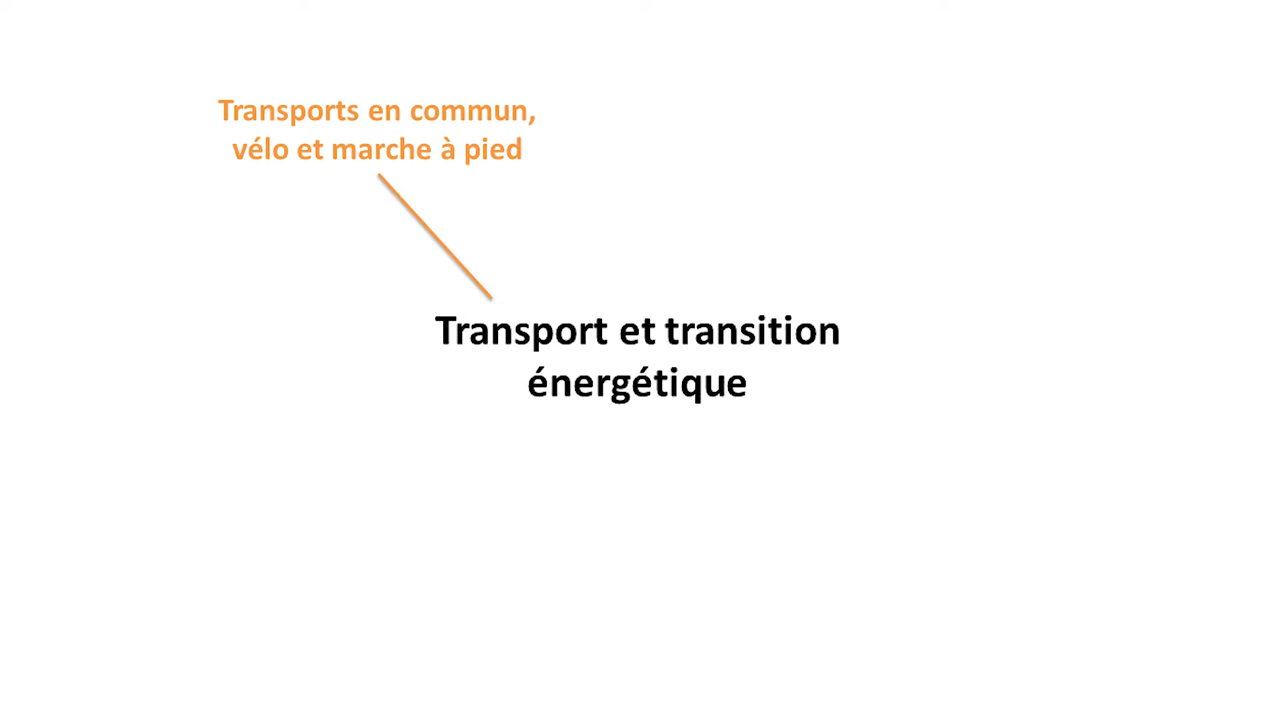 Transports en commun,
vélo et marche à pied
Transport et transition
énergétique